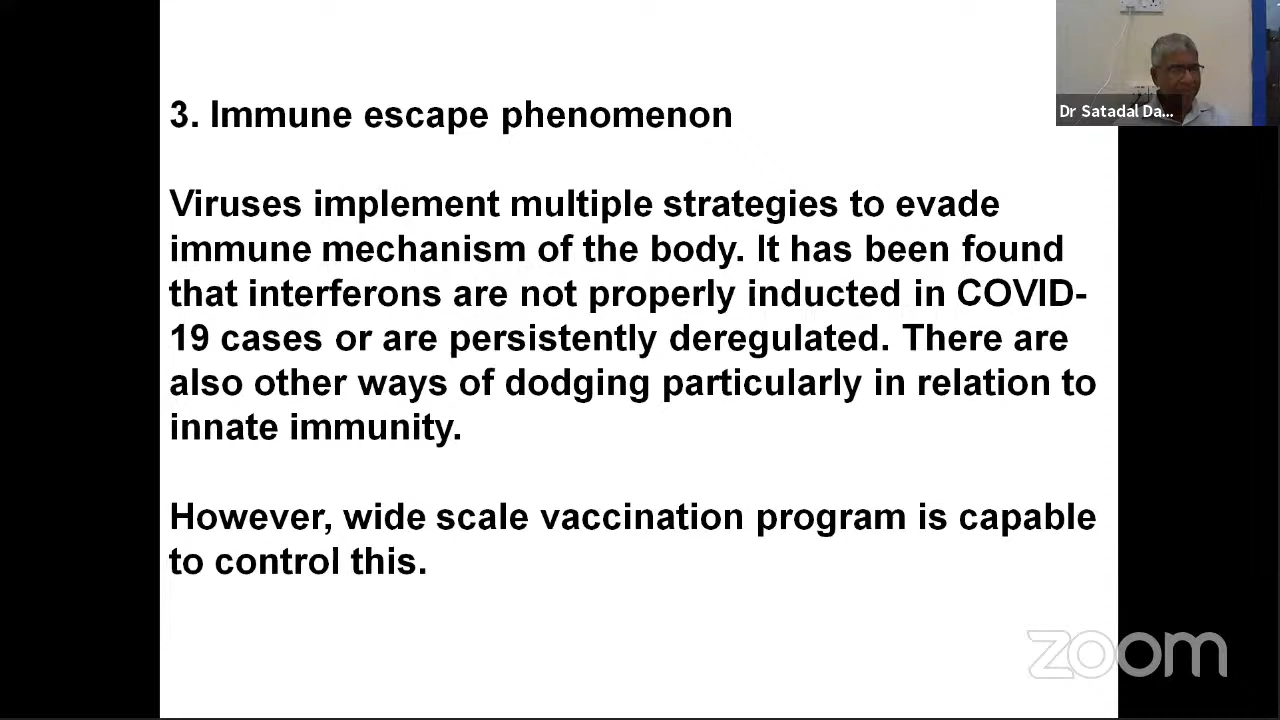 3. Immune escape phenomenon
Viruses implement multiple strategies to evade
immune mechanism of the body. It has been found
that interferons are not properly inducted in COVID-
19 cases or are persistently deregulated. There are
also other ways of dodging particularly in relation to
innate immunity.
However, wide scale vaccination program is capable
to control this.
Dr Satadal Da...
zoom